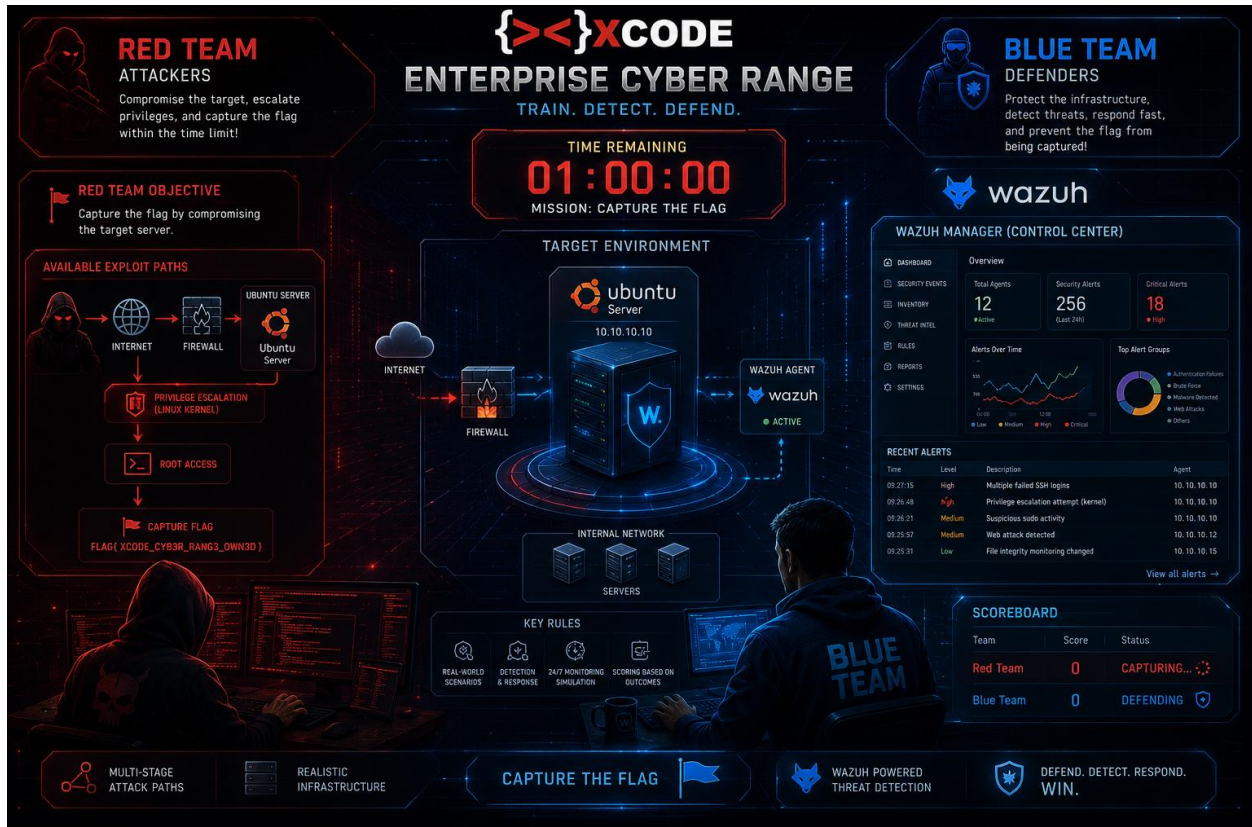 RED TEAM
ATTACKERS
Compromise the target, escalate
privileges, and capture the flag
within the time limit!
{><}XCODE
ENTERPRISE CYBER RANGE
TRAIN. DETECT. DEFEND.
BLUE TEAM
DEFENDERS
Protect the infrastructure,
detect threats, respond fast,
and prevent the flag from
being captured!
TIME REMAINING
01:00:00
MISSION: CAPTURE THE FLAG
RED TEAM OBJECTIVE
Capture the flag by compromising
the target server.
AVAILABLE EXPLOIT PATHS
INTERNET
FIREWALL
UBUNTU SERVER
Ubuntu
Server
PRIVILEGE ESCALATION
(LINUX KERNEL)
ROOT ACCESS
CAPTURE FLAG
FLAG{ XCODE_CYB3R_RANG3_OWN3D }
TARGET ENVIRONMENT
ubuntu
Server
10.10.10.10
INTERNET
FIREWALL
W.
WAZUH AGENT
wazuh
ACTIVE
INTERNAL NETWORK
SERVERS
KEY RULES
REAL-WORLD
SCENARIOS
DETECTION
& RESPONSE
24/7 MONITORING
SIMULATION
SCORING BASED ON
OUTCOMES
wazuh
WAZUH MANAGER (CONTROL CENTER)
DASHBOARD
SECURITY EVENTS
INVENTORY
THREAT INTEL
RULES
REPORTS
SETTINGS
Overview
Total Agents
12
Active
Security Alerts
256
(Last 24h)
Critical Alerts
18
High
Alerts Over Time
12:00
Low
Medium
High
Critical
Top Alert Groups
Authentication Failures
Brute Force
Malware Detected
Web Attacks
Others
RECENT ALERTS
Time Level Description Agent
09:27:15 High Multiple failed SSH logins 10.10.10.10
09:26:48 high Privilege escalation attempt (kernel) 10.10.10.10
09:26:21 Medium Suspicious sudo activity 10.10.10.10
09:25:57 Medium Web attack detected 10.10.10.12
09:25:31 Low File integrity monitoring changed 10.10.10.15
View all alerts →
BLUE
TEAM
W
SCOREBOARD
Team Score Status
Red Team 0 CAPTURING...
Blue Team 0 DEFENDING
MULTI-STAGE
ATTACK PATHS
REALISTIC
INFRASTRUCTURE
CAPTURE THE FLAG
WAZUH POWERED
THREAT DETECTION
DEFEND. DETECT. RESPOND.
WIN.